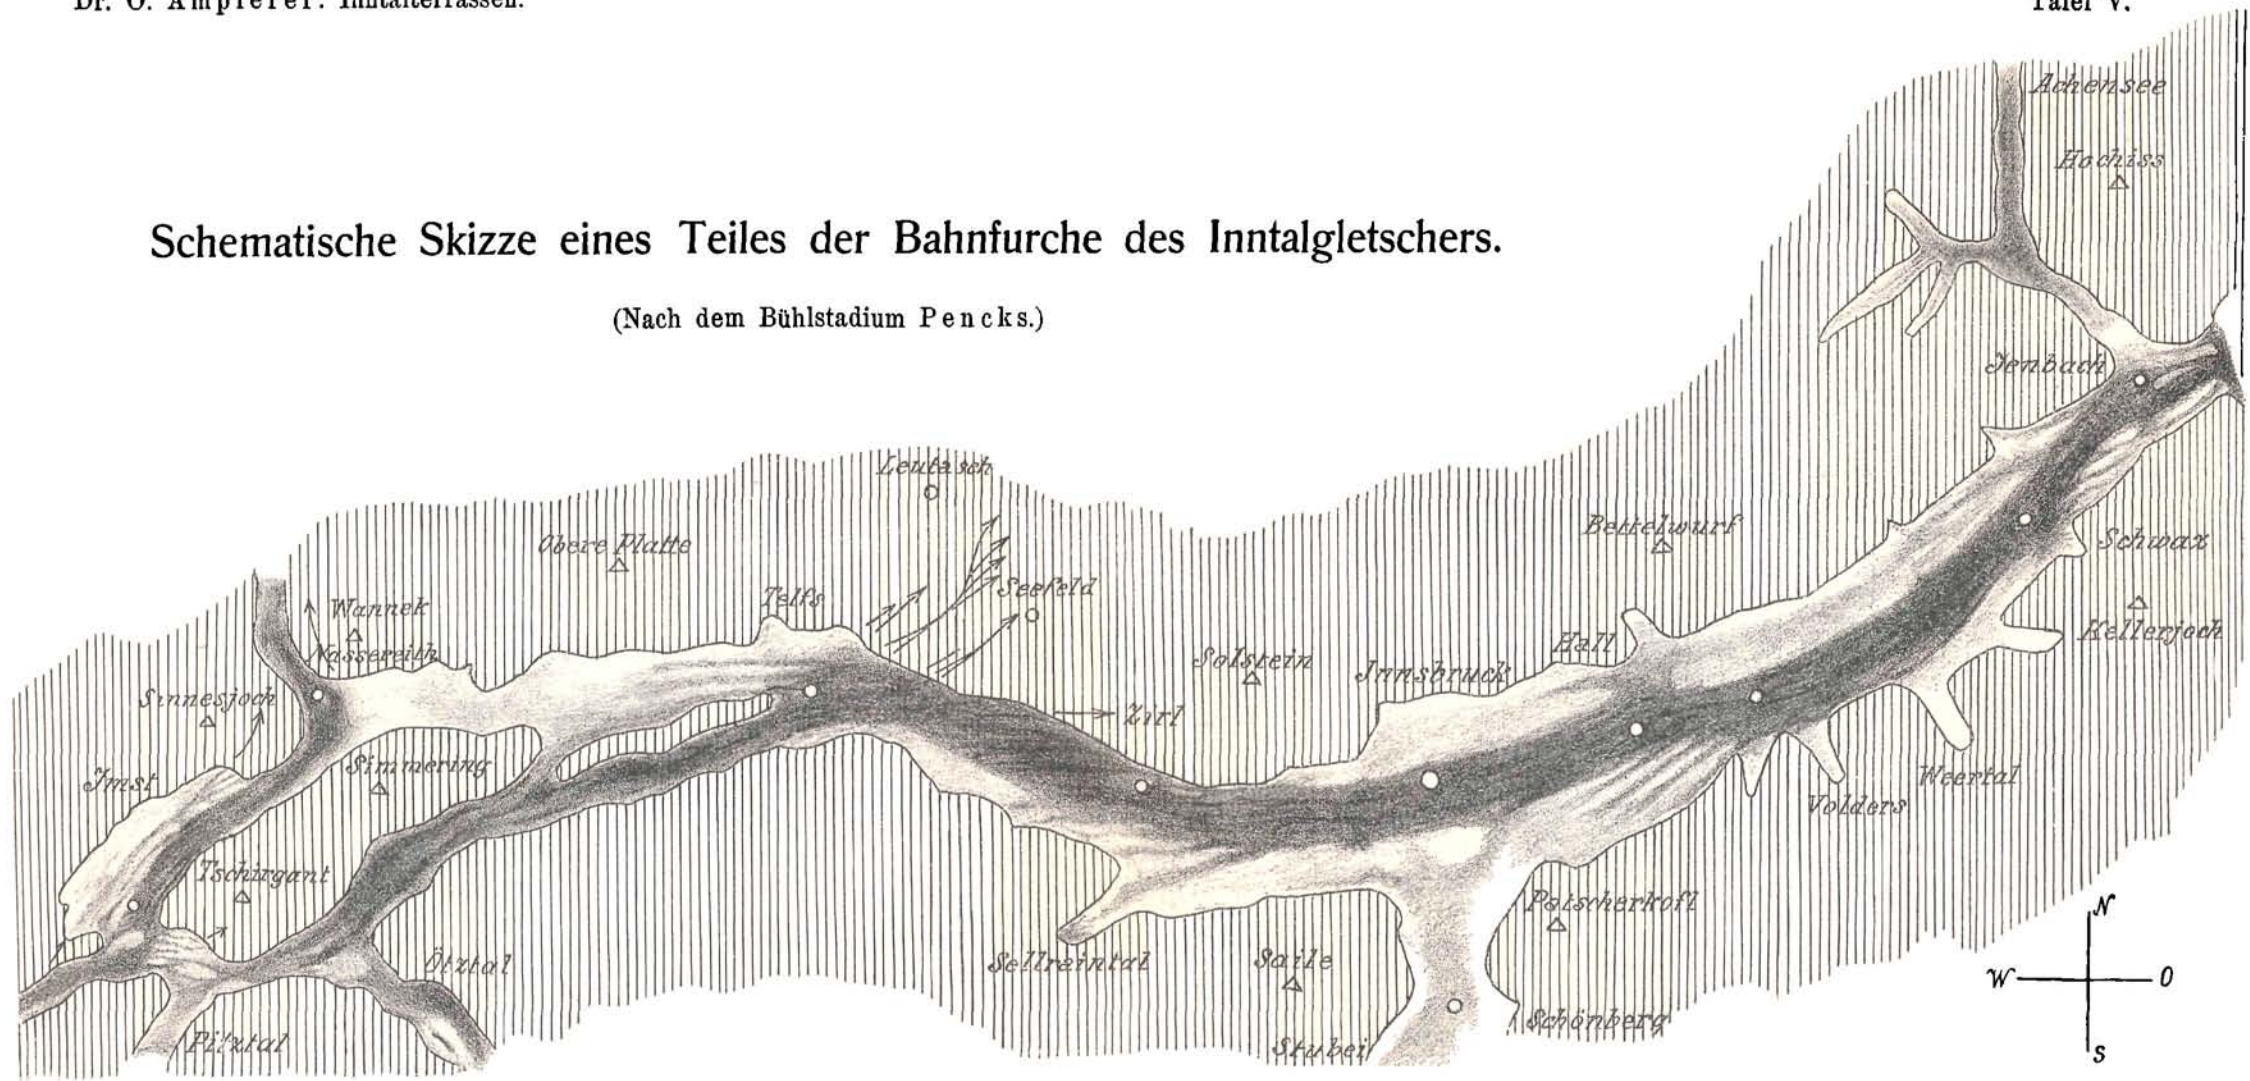 Dr. O. Ampferer: Inntalterrassen.
Tafel V.
Schematische Skizze eines Teiles der Bahnfurche des Inntalgletschers.
(Nach dem Bühlstadium Pencks.)
Achensee
Hochiss
Jenbach
Leutasch
Obere Platte
Bettelwurf
Schwax
Seefeld
Telfs
Wannek
Kellerjoch
Hall
Nassereith
Solstein
Innsbruck
Sinnesjoch
Zirl
Simmering
Imst
Weertal
Volders
Tschirgant
Patscherkofl
N
Ötztal
Sellraintal
Saile
W
O
Schönberg
Pitztal
Stubei
S